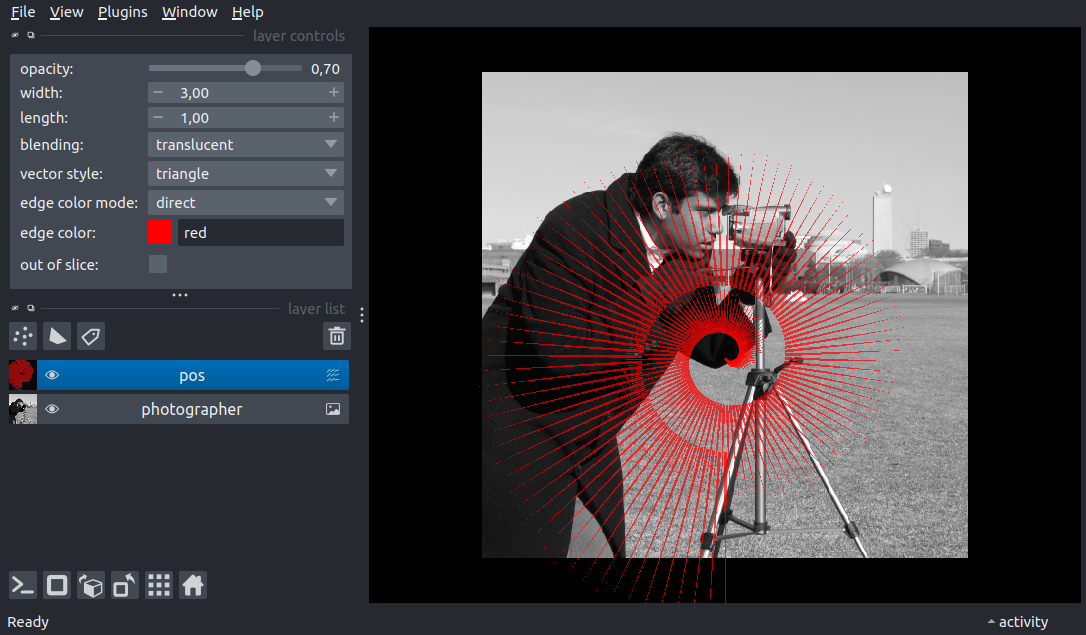 File View Plugins Window Help
layer controls
opacity: 0,70
width: 3,00
length: 1,00
blending: translucent
vector style: triangle
edge color mode: direct
edge color: red
out of slice:
layer list
pos
photographer
Ready
activity